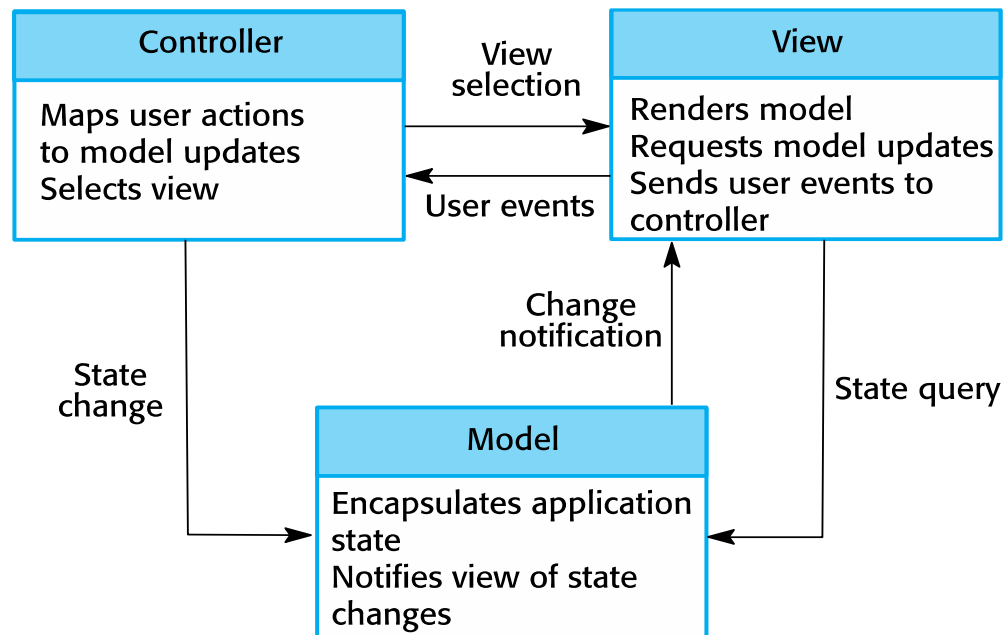 Controller
Maps user actions
to model updates
Selects view
View
selection
User events
View
Renders model
Requests model updates
Sends user events to
controller
State
change
Change
notification
State query
Model
Encapsulates application
state
Notifies view of state
changes